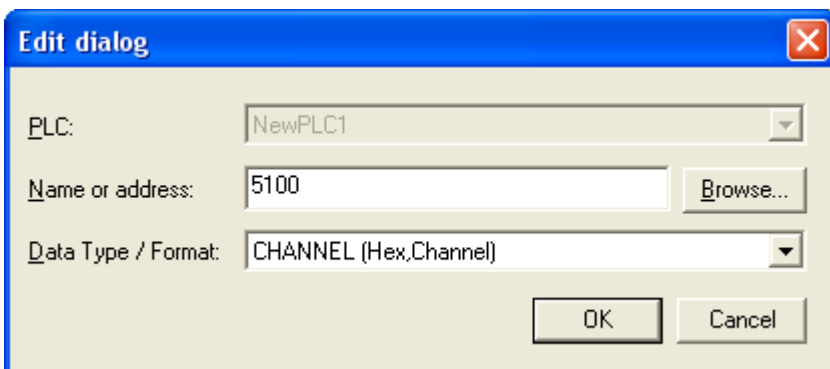 Edit dialog
PLC: NewPLC1
Name or address: 5100 Browse...
Data Type / Format: CHANNEL (Hex,Channel)
OK Cancel